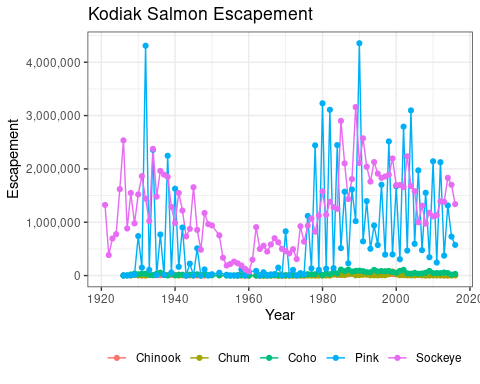 Kodiak Salmon Escapement
4,000,000
3,000,000
2,000,000
1,000,000
0
Escapement
1920 1940 1960 1980 2000 2020
Year
Chinook Chum Coho Pink Sockeye